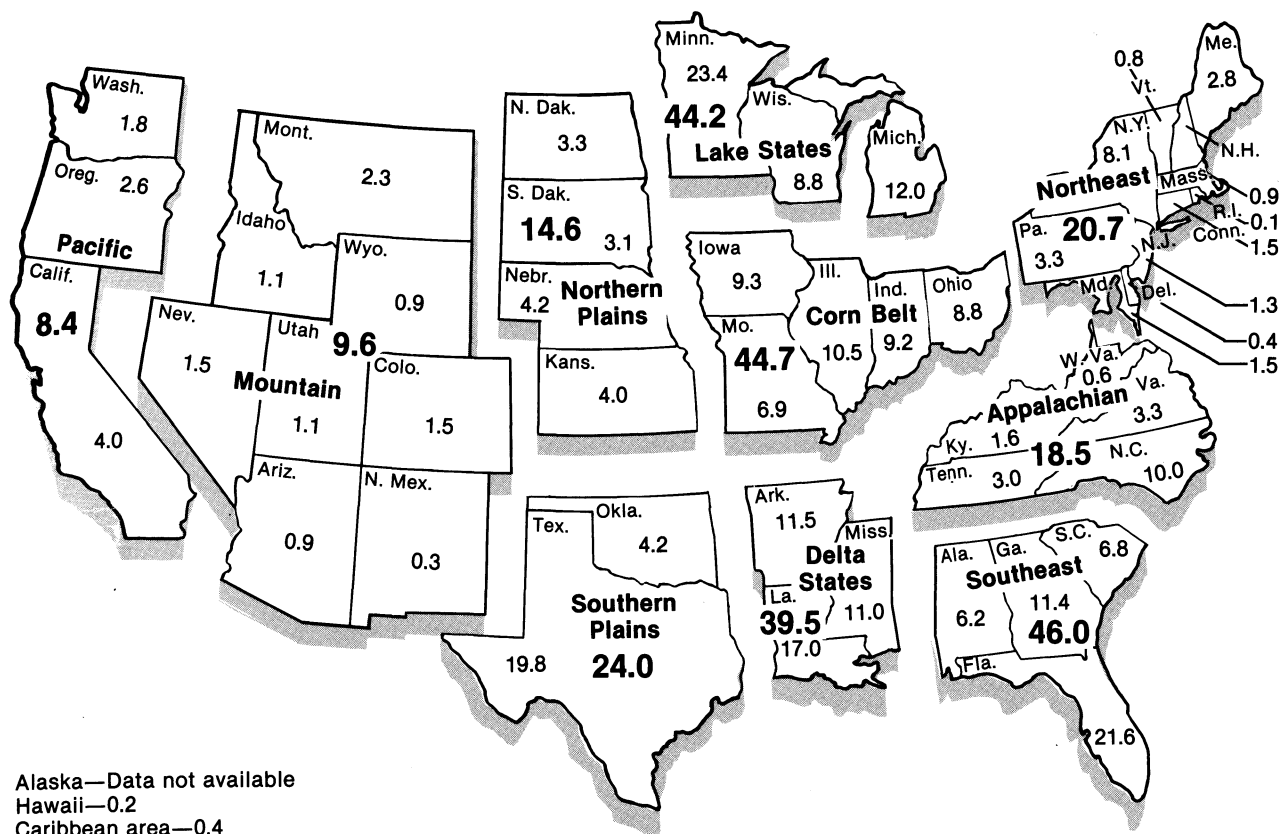 Wash.
1.8
Oreg. 2.6
Pacific
Calif.
8.4
4.0
Mont.
2.3
Idaho
1.1
Wyo.
0.9
Nev.
1.5
Utah
9.6
Mountain
1.1
Colo.
1.5
Ariz.
0.9
N. Mex.
0.3
N. Dak.
3.3
S. Dak.
14.6 3.1
Nebr.
4.2
Northern
Plains
Kans.
4.0
Minn.
23.4
44.2
Wis.
Lake States
8.8
Mich.
12.0
Iowa
9.3
Mo.
44.7
6.9
Ill.
Corn Belt
10.5
Ind.
9.2
Ohio
8.8
Okla.
4.2
Tex.
Southern
Plains
19.8 24.0
Ark.
11.5
Miss.
Delta
States
La.
39.5 11.0
17.0
Me.
2.8
0.8
Vt.
N.Y.
8.1
N.H.
Northeast
Mass.
0.9
R.I. 0.1
Conn.
1.5
Pa. 20.7
3.3
N.J.
1.3
Md. Del.
0.4
1.5
W. Va.
0.6
Va.
3.3
Appalachian
Ky. 1.6
18.5
N.C.
10.0
Tenn. 3.0
Ala. Ga. S.C. 6.8
Southeast
6.2 11.4
46.0
Fla.
21.6
Alaska—Data not available
Hawaii—0.2
Caribbean area—0.4